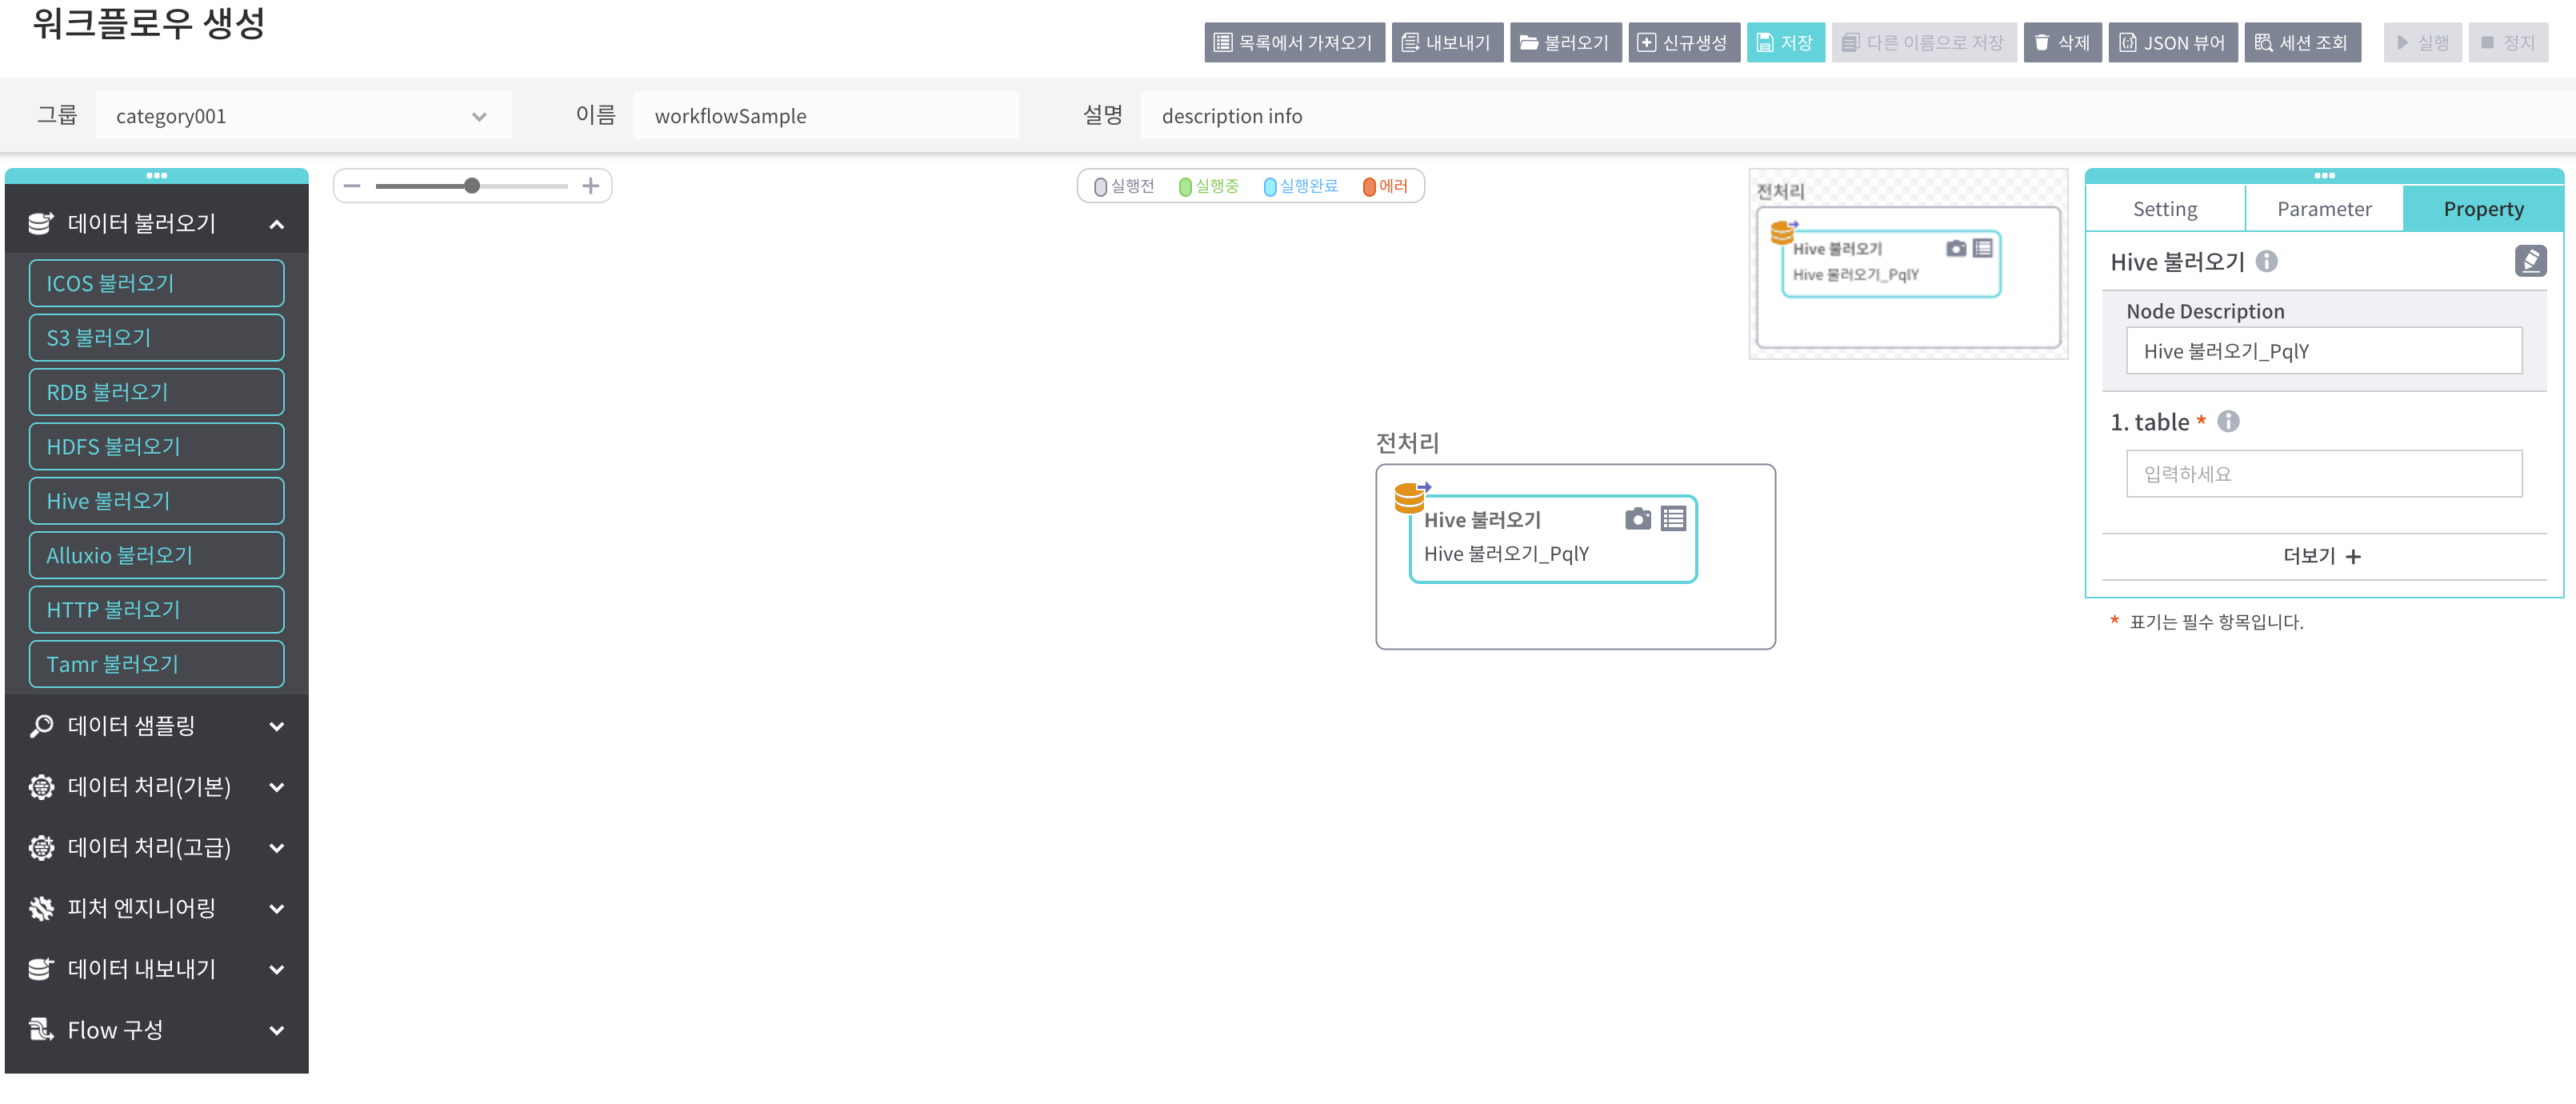 워크플로우 생성
목록에서 가져오기 내보내기 불러오기 신규생성 저장 다른 이름으로 저장 삭제 JSON 뷰어 세션 조회 실행 정지
그룹 category001 이름 workflowSample 설명 description info
데이터 불러오기
ICOS 불러오기
S3 불러오기
RDB 불러오기
HDFS 불러오기
Hive 불러오기
Alluxio 불러오기
HTTP 불러오기
Tamr 불러오기
데이터 샘플링
데이터 처리(기본)
데이터 처리(고급)
피처 엔지니어링
데이터 내보내기
Flow 구성
실행전 실행중 실행완료 에러
전처리
Hive 불러오기
Hive 불러오기_PqlY
전처리
Hive 불러오기
Hive 불러오기_PqlY
Setting Parameter Property
Hive 불러오기
Node Description
Hive 불러오기_PqlY
1. table *
입력하세요
더보기 +
* 표기는 필수 항목입니다.